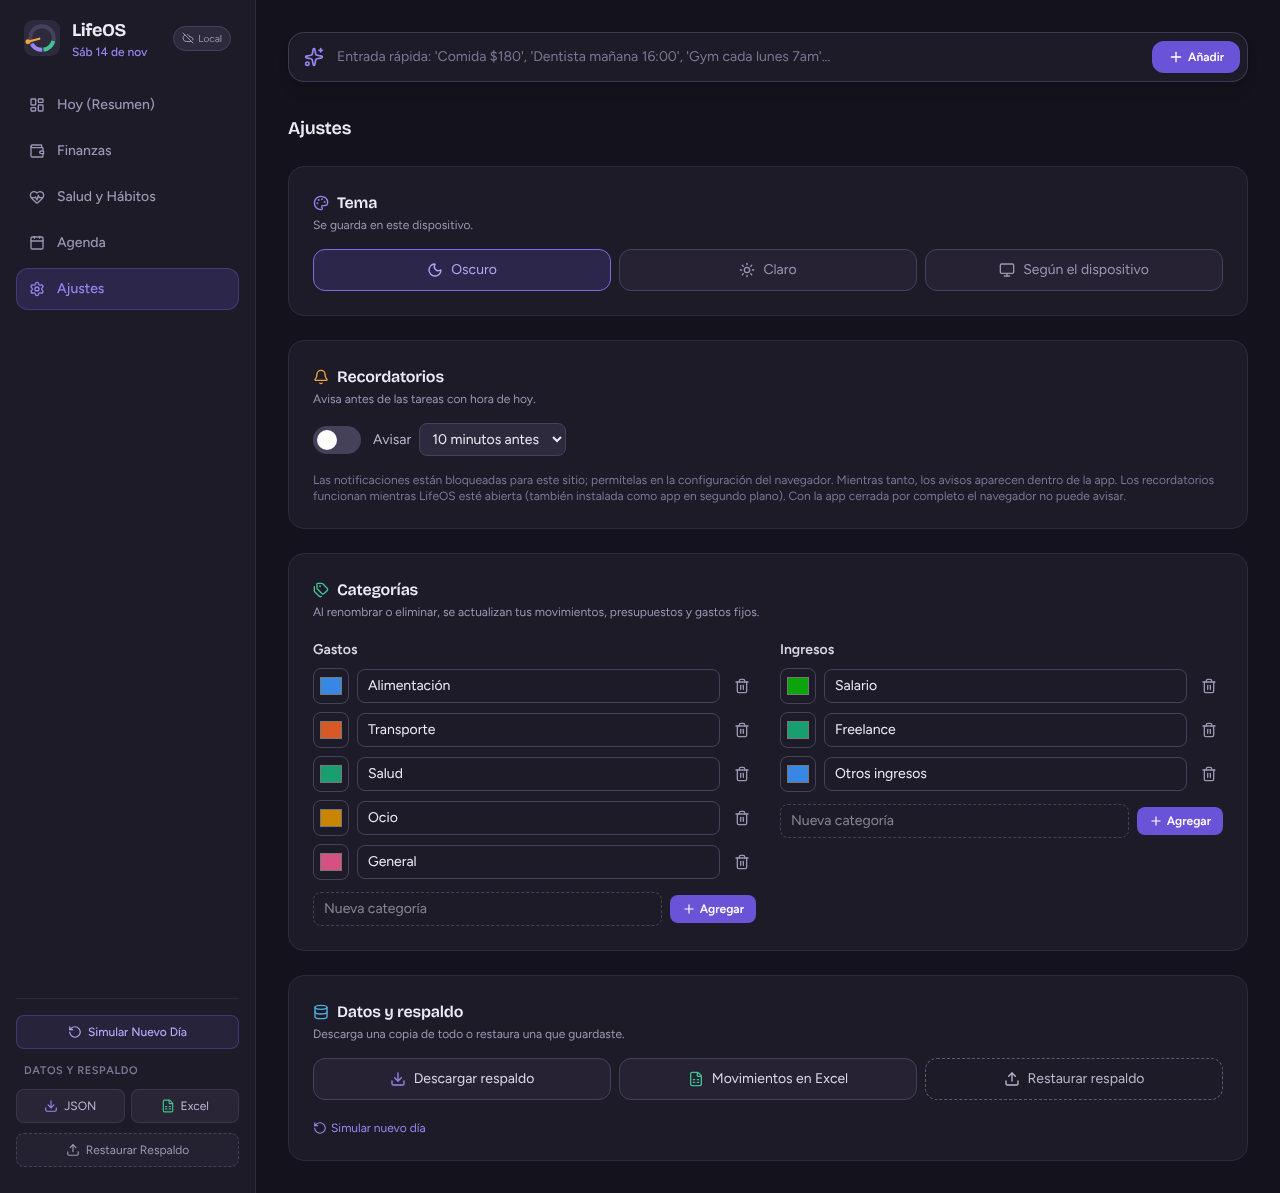 LifeOS
Sáb 14 de nov
Local
Hoy (Resumen)
Finanzas
Salud y Hábitos
Agenda
Ajustes
Simular Nuevo Día
DATOS Y RESPALDO
JSON
Excel
Restaurar Respaldo
Entrada rápida: 'Comida $180', 'Dentista mañana 16:00', 'Gym cada lunes 7am'...
Añadir
Ajustes
Tema
Se guarda en este dispositivo.
Oscuro
Claro
Según el dispositivo
Recordatorios
Avisa antes de las tareas con hora de hoy.
Avisar
10 minutos antes
Las notificaciones están bloqueadas para este sitio; permítelas en la configuración del navegador. Mientras tanto, los avisos aparecen dentro de la app. Los recordatorios
funcionan mientras LifeOS esté abierta (también instalada como app en segundo plano). Con la app cerrada por completo el navegador no puede avisar.
Categorías
Al renombrar o eliminar, se actualizan tus movimientos, presupuestos y gastos fijos.
Gastos
Alimentación
Transporte
Salud
Ocio
General
Nueva categoría
Agregar
Ingresos
Salario
Freelance
Otros ingresos
Nueva categoría
Agregar
Datos y respaldo
Descarga una copia de todo o restaura una que guardaste.
Descargar respaldo
Movimientos en Excel
Restaurar respaldo
Simular nuevo día